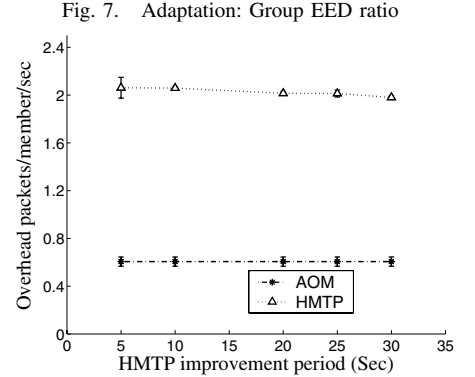 Fig. 7. Adaptation: Group EED ratio
2.4
2
1.6
1.2
0.8
0.4
0
Overhead packets/member/sec
AOM
HMTP
0 5 10 15 20 25 30 35
HMTP improvement period (Sec)